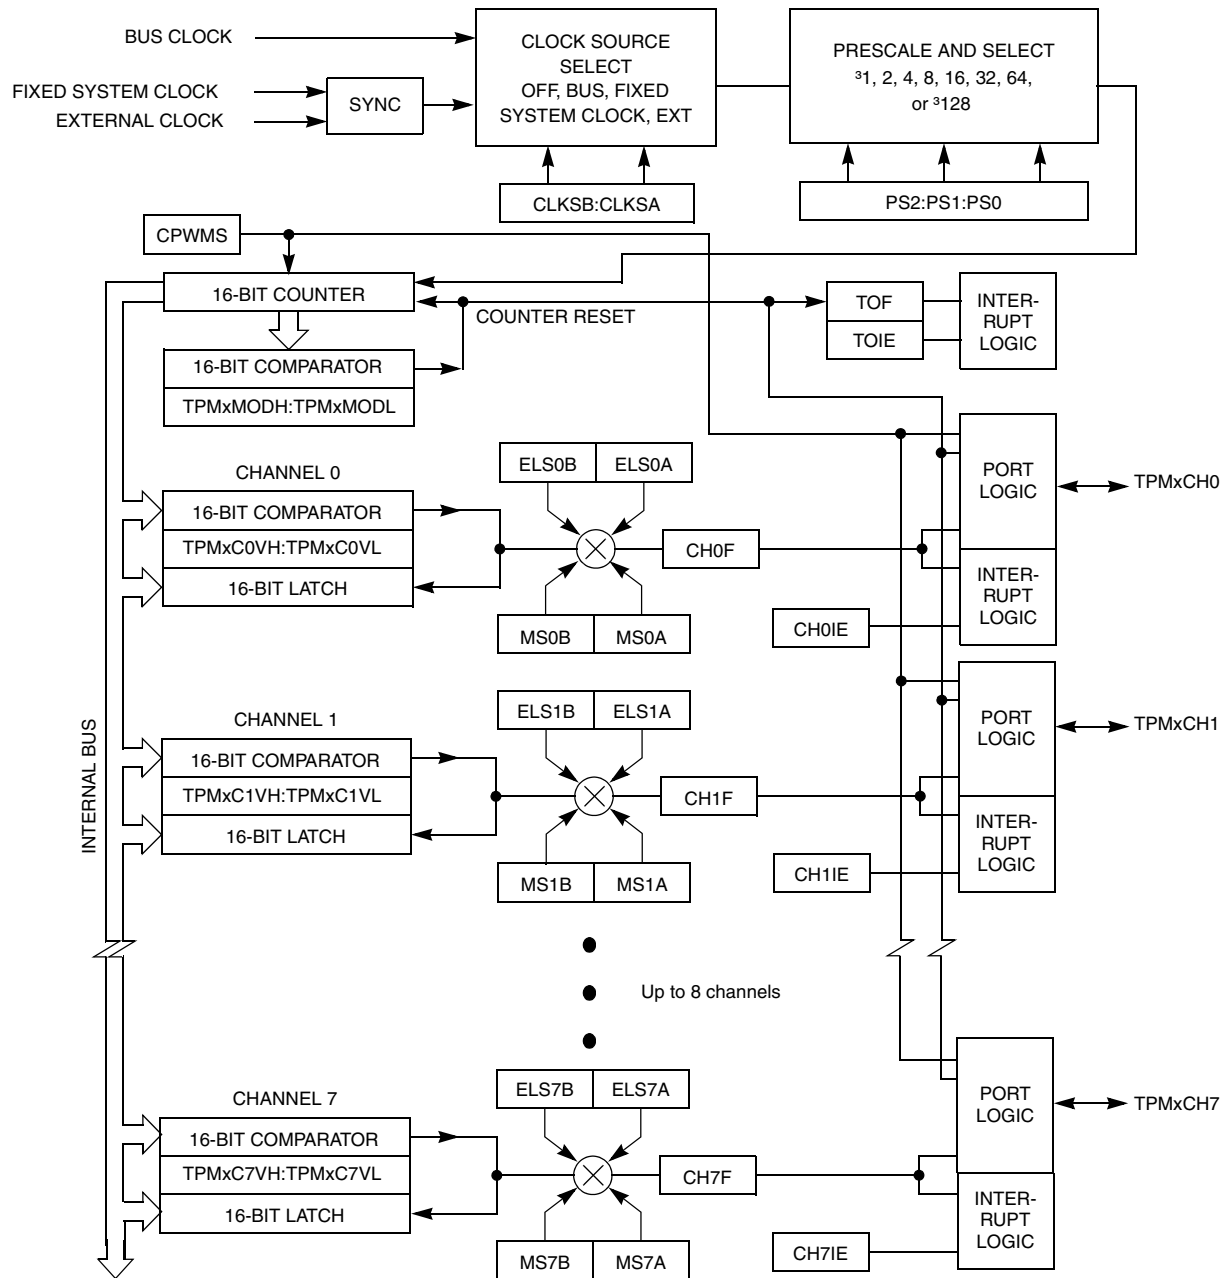 BUS CLOCK
FIXED SYSTEM CLOCK
EXTERNAL CLOCK
SYNC
CLOCK SOURCE
SELECT
OFF, BUS, FIXED
SYSTEM CLOCK, EXT
PRESCALE AND SELECT
³1, 2, 4, 8, 16, 32, 64,
or ³128
CLKSB:CLKSA
PS2:PS1:PS0
CPWMS
16-BIT COUNTER
COUNTER RESET
TOF
TOIE
INTER-
RUPT
LOGIC
16-BIT COMPARATOR
TPMxMODH:TPMxMODL
CHANNEL 0
16-BIT COMPARATOR
TPMxC0VH:TPMxC0VL
16-BIT LATCH
ELS0B
ELS0A
MS0B
MS0A
CH0F
CH0IE
PORT
LOGIC
INTER-
RUPT
LOGIC
TPMxCH0
INTERNAL BUS
CHANNEL 1
16-BIT COMPARATOR
TPMxC1VH:TPMxC1VL
16-BIT LATCH
ELS1B
ELS1A
MS1B
MS1A
CH1F
CH1IE
PORT
LOGIC
INTER-
RUPT
LOGIC
TPMxCH1
Up to 8 channels
CHANNEL 7
16-BIT COMPARATOR
TPMxC7VH:TPMxC7VL
16-BIT LATCH
ELS7B
ELS7A
MS7B
MS7A
CH7F
CH7IE
PORT
LOGIC
INTER-
RUPT
LOGIC
TPMxCH7